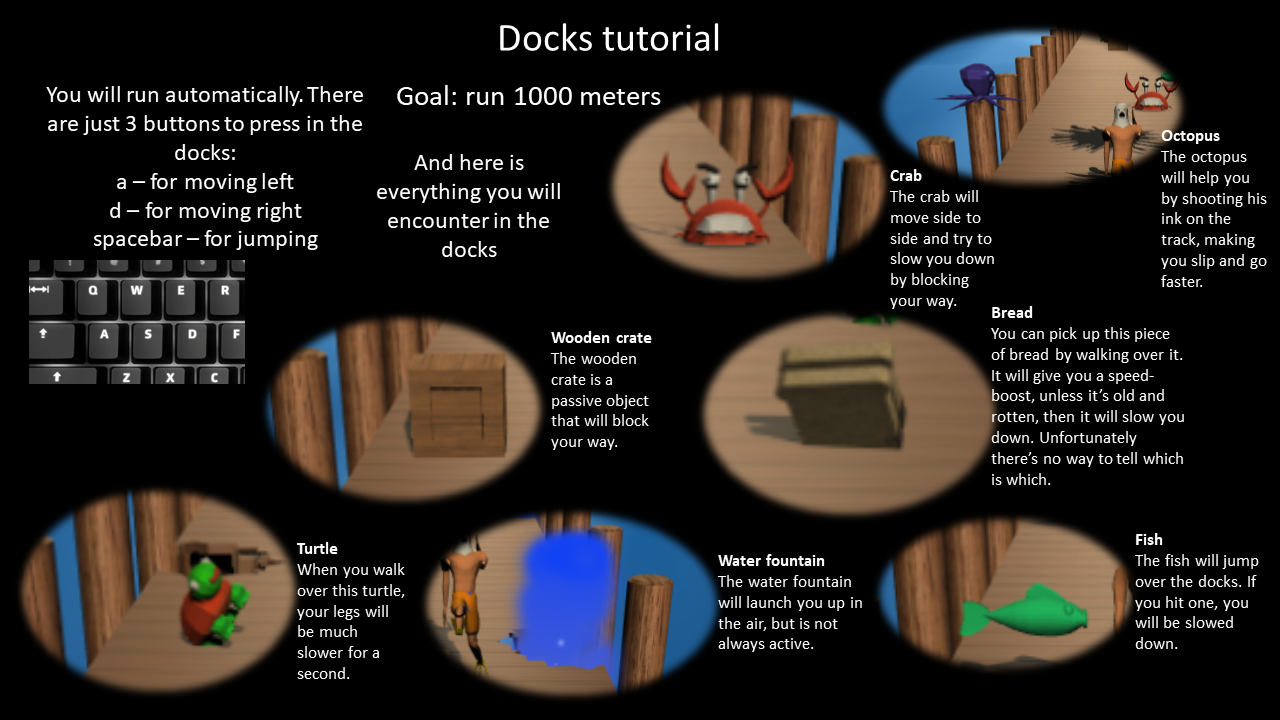 Docks tutorial
You will run automatically. There
are just 3 buttons to press in the
docks:
a – for moving left
d – for moving right
spacebar – for jumping
Goal: run 1000 meters
And here is
everything you will
encounter in the
docks
Q W E R
A S D F
Z X C
Crab
The crab will
move side to
side and try to
slow you down
by blocking
your way.
Octopus
The octopus
will help you
by shooting his
ink on the
track, making
you slip and go
faster.
Wooden crate
The wooden
crate is a
passive object
that will block
your way.
Bread
You can pick up this piece
of bread by walking over it.
It will give you a speed-
boost, unless it’s old and
rotten, then it will slow you
down. Unfortunately
there’s no way to tell which
is which.
Turtle
When you walk
over this turtle,
your legs will
be much
slower for a
second.
Water fountain
The water fountain
will launch you up in
the air, but is not
always active.
Fish
The fish will jump
over the docks. If
you hit one, you
will be slowed
down.